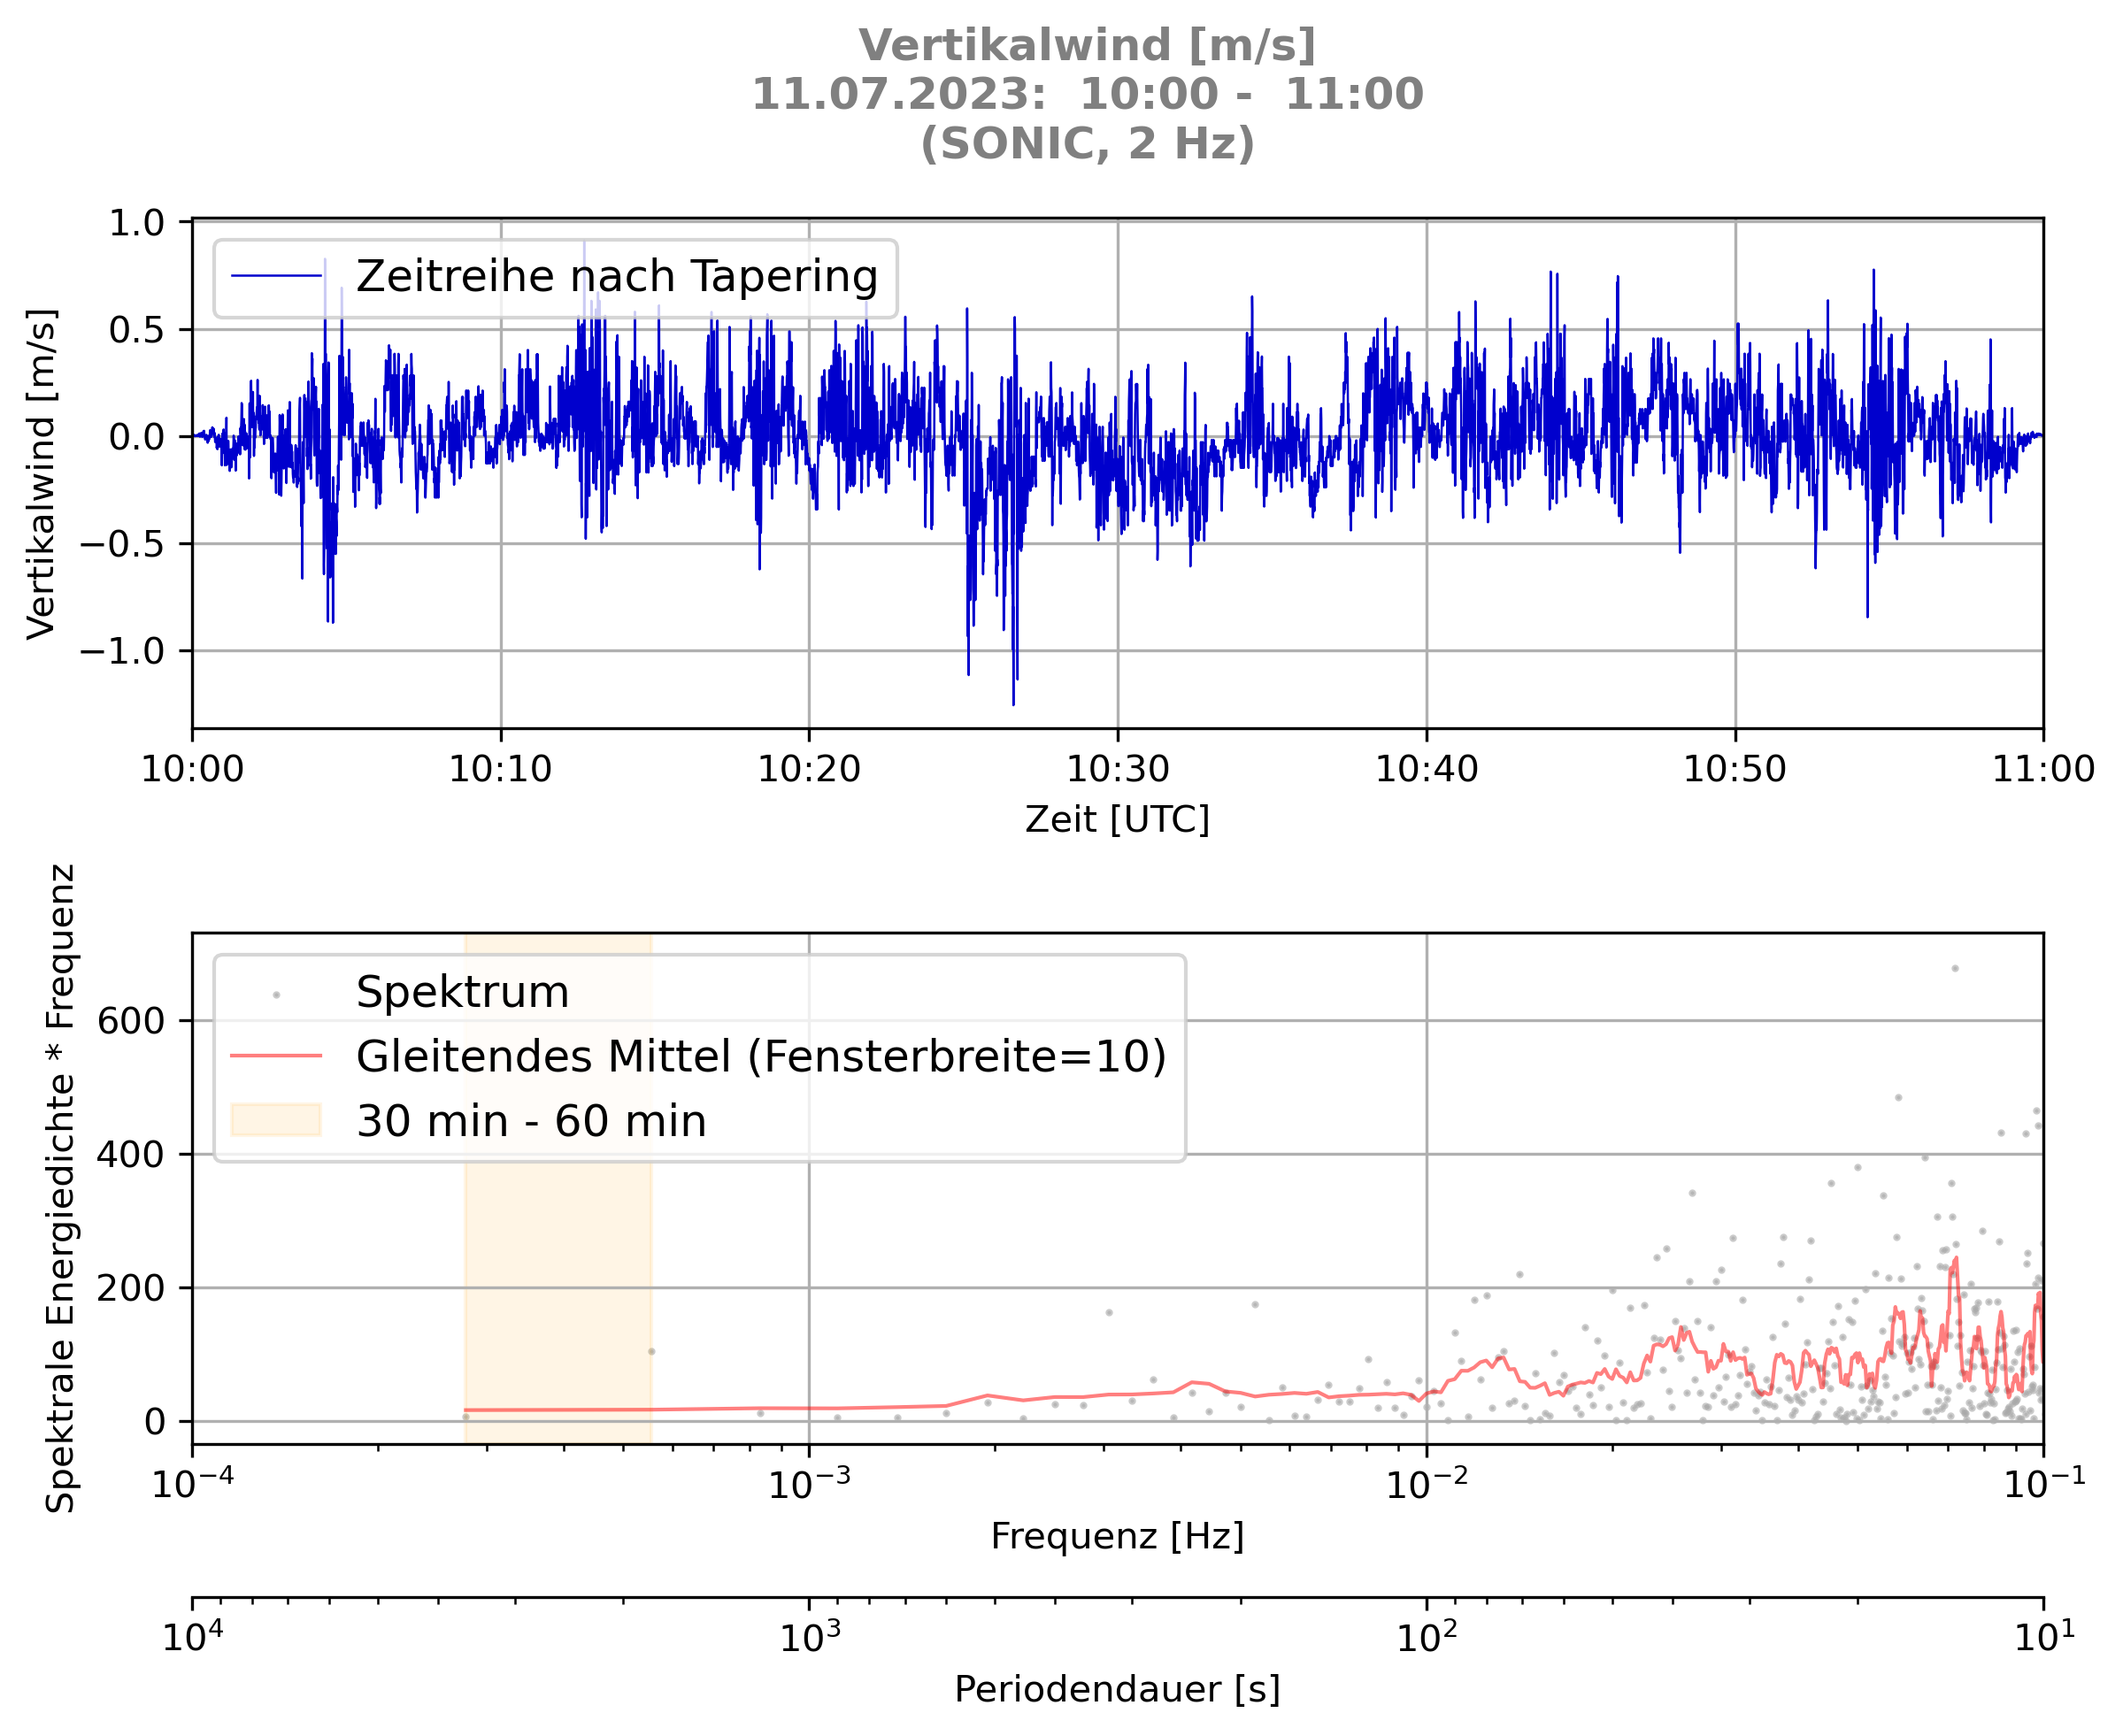 Vertikalwind [m/s]
11.07.2023:  10:00 -  11:00
(SONIC, 2 Hz)
Vertikalwind [m/s]
1.0
0.5
0.0
−0.5
−1.0
Zeitreihe nach Tapering
10:00 10:10 10:20 10:30 10:40 10:50 11:00
Zeit [UTC]
Spektrale Energiedichte * Frequenz
600
400
200
0
Spektrum
Gleitendes Mittel (Fensterbreite=10)
30 min - 60 min
10⁻⁴ 10⁻³ 10⁻² 10⁻¹
Frequenz [Hz]
10⁴ 10³ 10² 10¹
Periodendauer [s]